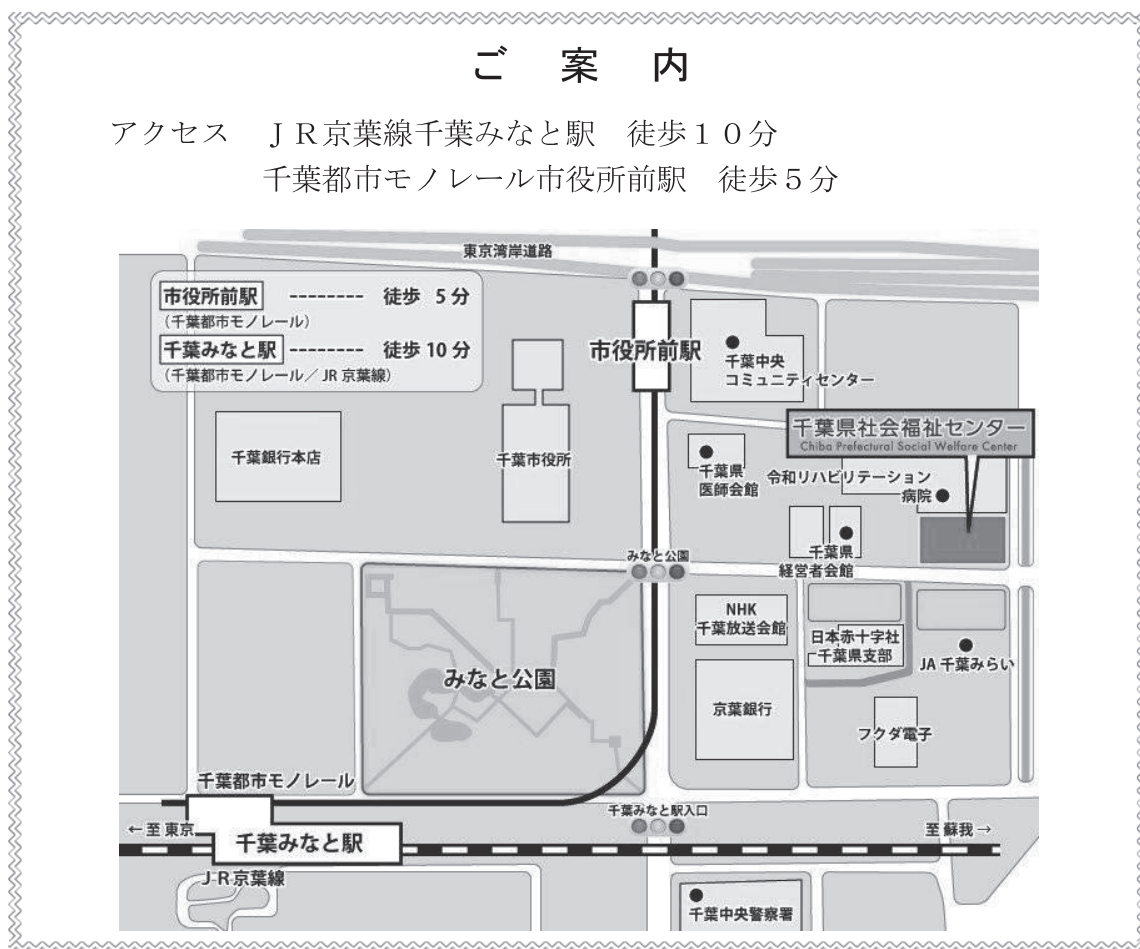 ご 案 内
アクセス　ＪＲ京葉線千葉みなと駅　徒歩１０分
千葉都市モノレール市役所前駅　徒歩５分
東京湾岸道路
市役所前駅 -------- 徒歩 5 分
（千葉都市モノレール）
千葉みなと駅 -------- 徒歩 10 分
（千葉都市モノレール／ JR 京葉線）
市役所前駅
千葉中央
コミュニティセンター
千葉県社会福祉センター
Chiba Prefectural Social Welfare Center
千葉銀行本店
千葉市役所
千葉県
医師会館
令和リハビリテーション
病院
千葉県
経営者会館
みなと公園
NHK
千葉放送会館
日本赤十字社
千葉県支部
JA 千葉みらい
みなと公園
京葉銀行
フクダ電子
千葉都市モノレール
千葉みなと駅入口
←至 東京
至 蘇我→
千葉みなと駅
JR京葉線
千葉中央警察署